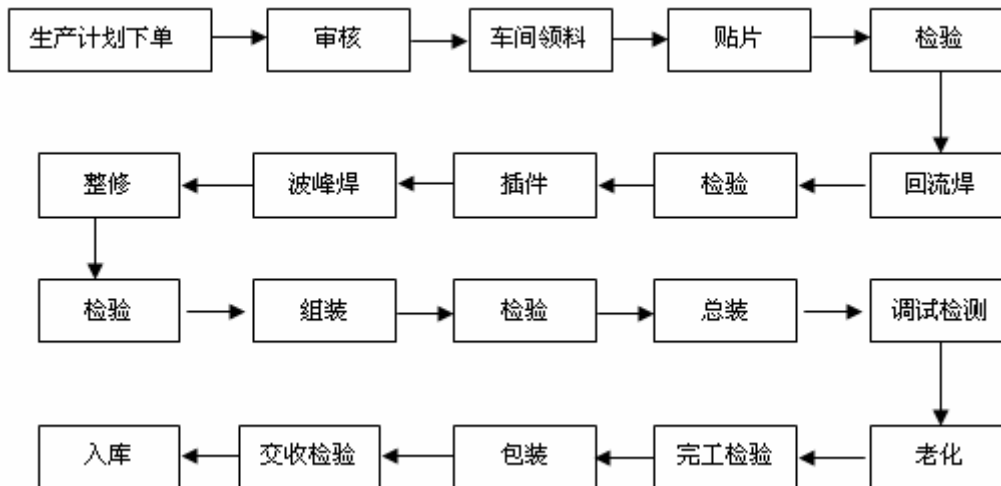 生产计划下单
审核
车间领料
贴片
检验
回流焊
检验
插件
波峰焊
整修
检验
组装
检验
总装
调试检测
老化
完工检验
包装
交收检验
入库